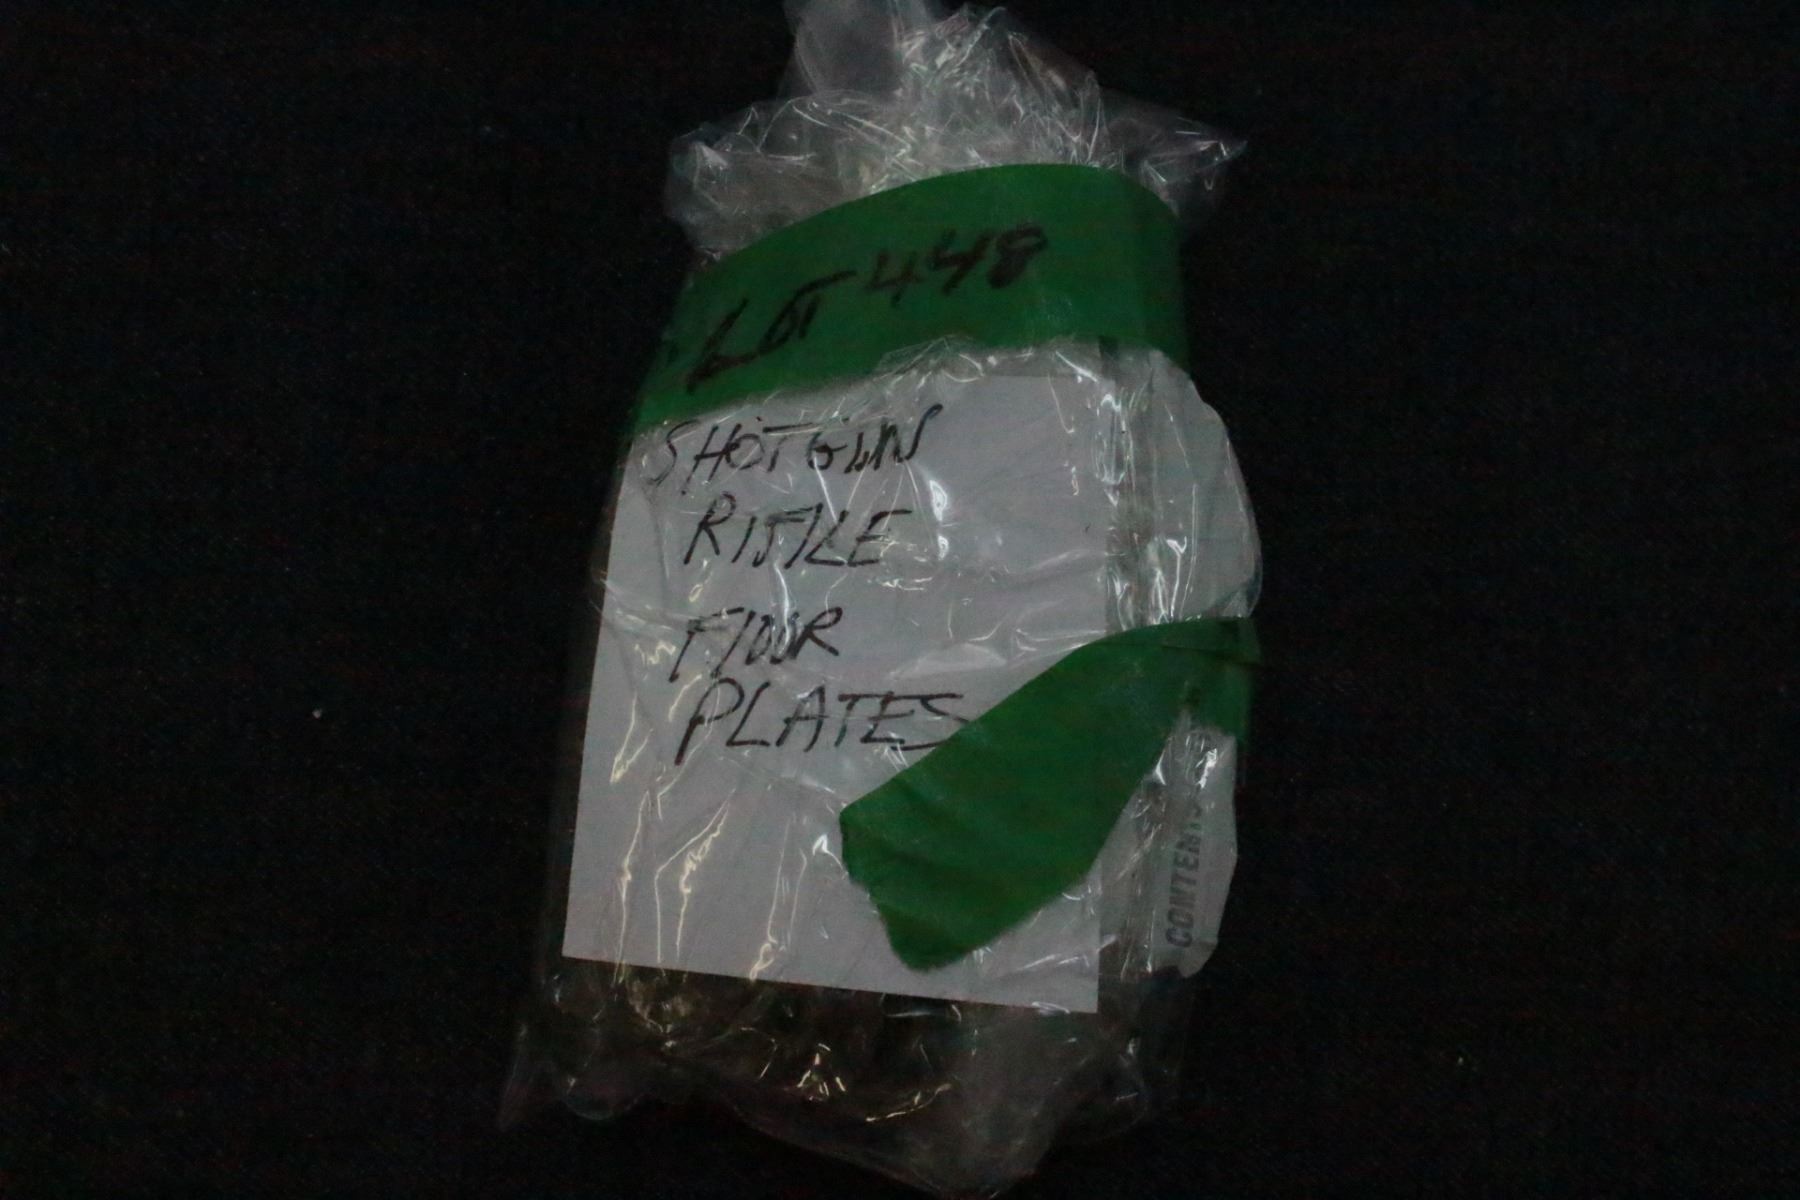 LOT 448
SHOTGUN
RIFLE
FlOOR
PLATES
CONTENTS